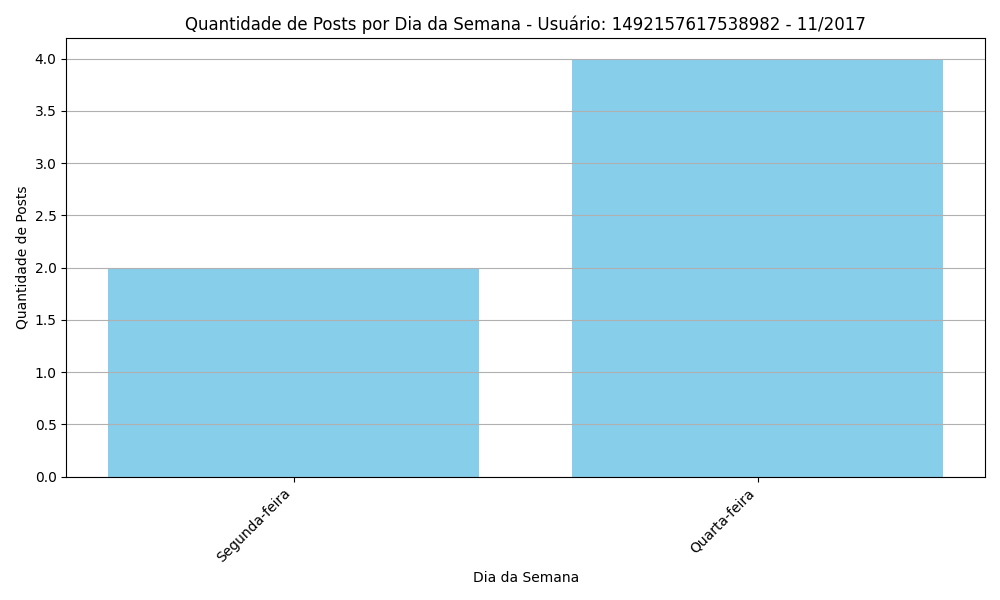 Quantidade de Posts por Dia da Semana - Usuário: 1492157617538982 - 11/2017
Quantidade de Posts
4.0
3.5
3.0
2.5
2.0
1.5
1.0
0.5
0.0
Segunda-feira
Quarta-feira
Dia da Semana